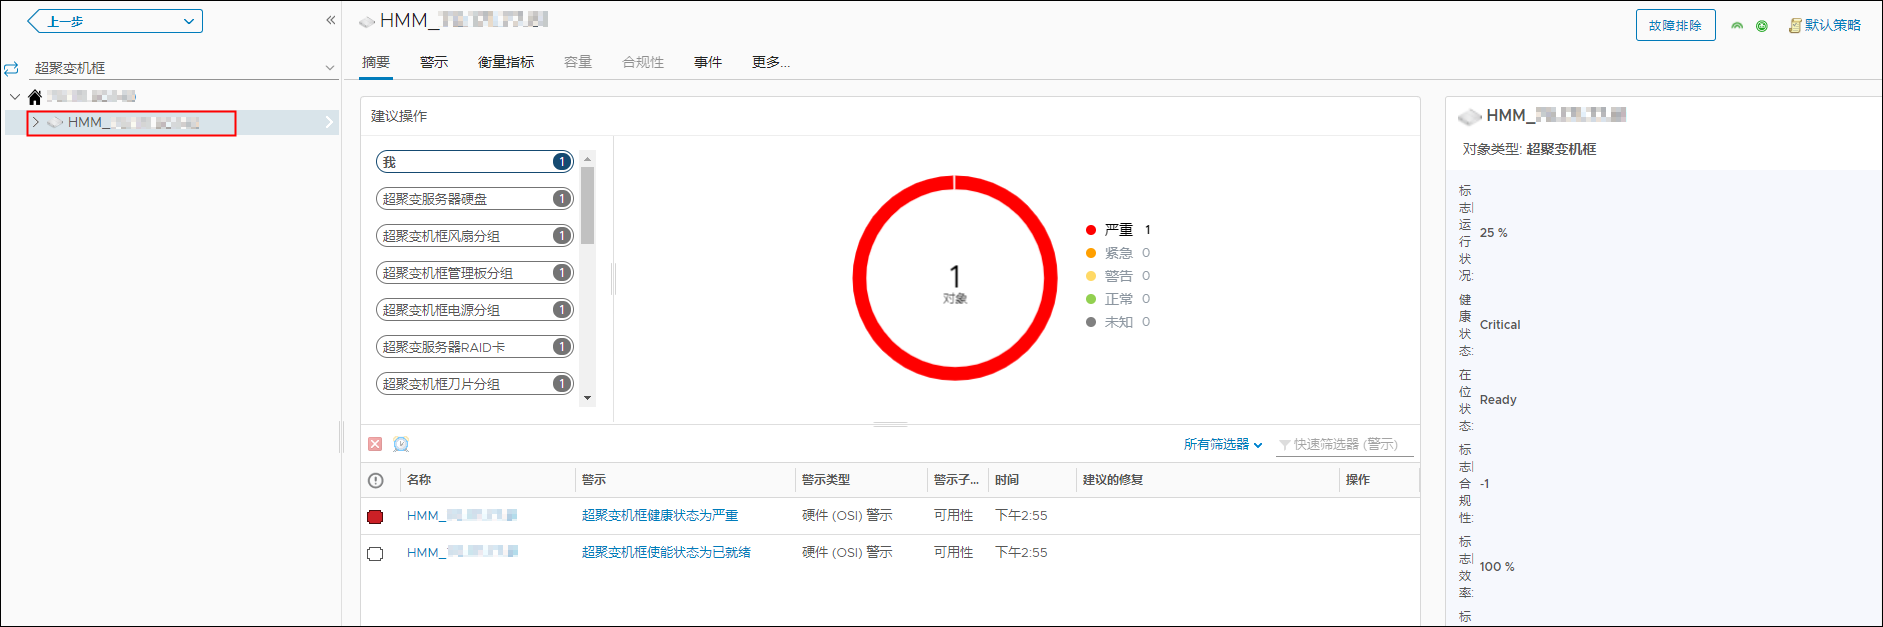 上一步
«
超聚变机框
HMM_
HMM_
故障排除
默认策略
摘要 警示 衡量指标 容量 合规性 事件 更多...
建议操作
我 1
超聚变服务器硬盘 1
超聚变机框风扇分组 1
超聚变机框管理板分组 1
超聚变机框电源分组 1
超聚变服务器RAID卡 1
超聚变机框刀片分组 1
1
对象
严重 1
紧急 0
警告 0
正常 0
未知 0
所有筛选器 快速筛选器 (警示)
名称 警示 警示类型 警示子... 时间 建议的修复 操作
HMM_ 超聚变机框健康状态为严重 硬件 (OSI) 警示 可用性 下午2:55
HMM_ 超聚变机框使能状态为已就绪 硬件 (OSI) 警示 可用性 下午2:55
HMM_
对象类型: 超聚变机框
标志|运行状况: 25 %
健康状态: Critical
在位状态: Ready
标志|合规性: -1
标志|效率: 100 %
标